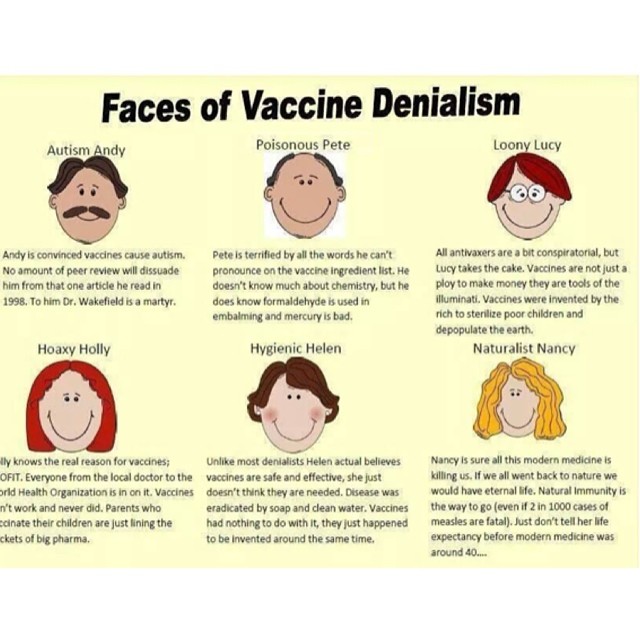 Faces of Vaccine Denialism
Autism Andy
Andy is convinced vaccines cause autism.
No amount of peer review will dissuade
him from that one article he read in
1998. To him Dr. Wakefield is a martyr.
Poisonous Pete
Pete is terrified by all the words he can't
pronounce on the vaccine ingredient list. He
doesn't know much about chemistry, but he
does know formaldehyde is used in
embalming and mercury is bad.
Loony Lucy
All antivaxers are a bit conspiratorial, but
Lucy takes the cake. Vaccines are not just a
ploy to make money they are tools of the
illuminati. Vaccines were invented by the
rich to sterilize poor children and
depopulate the earth.
Hoaxy Holly
lly knows the real reason for vaccines;
OFIT. Everyone from the local doctor to the
orld Health Organization is in on it. Vaccines
n't work and never did. Parents who
ccinate their children are just lining the
ckets of big pharma.
Hygienic Helen
Unlike most denialists Helen actual believes
vaccines are safe and effective, she just
doesn't think they are needed. Disease was
eradicated by soap and clean water. Vaccines
had nothing to do with it, they just happened
to be invented around the same time.
Naturalist Nancy
Nancy is sure all this modern medicine is
killing us. If we all went back to nature we
would have eternal life. Natural Immunity is
the way to go (even if 2 in 1000 cases of
measles are fatal). Just don't tell her life
expectancy before modern medicine was
around 40....